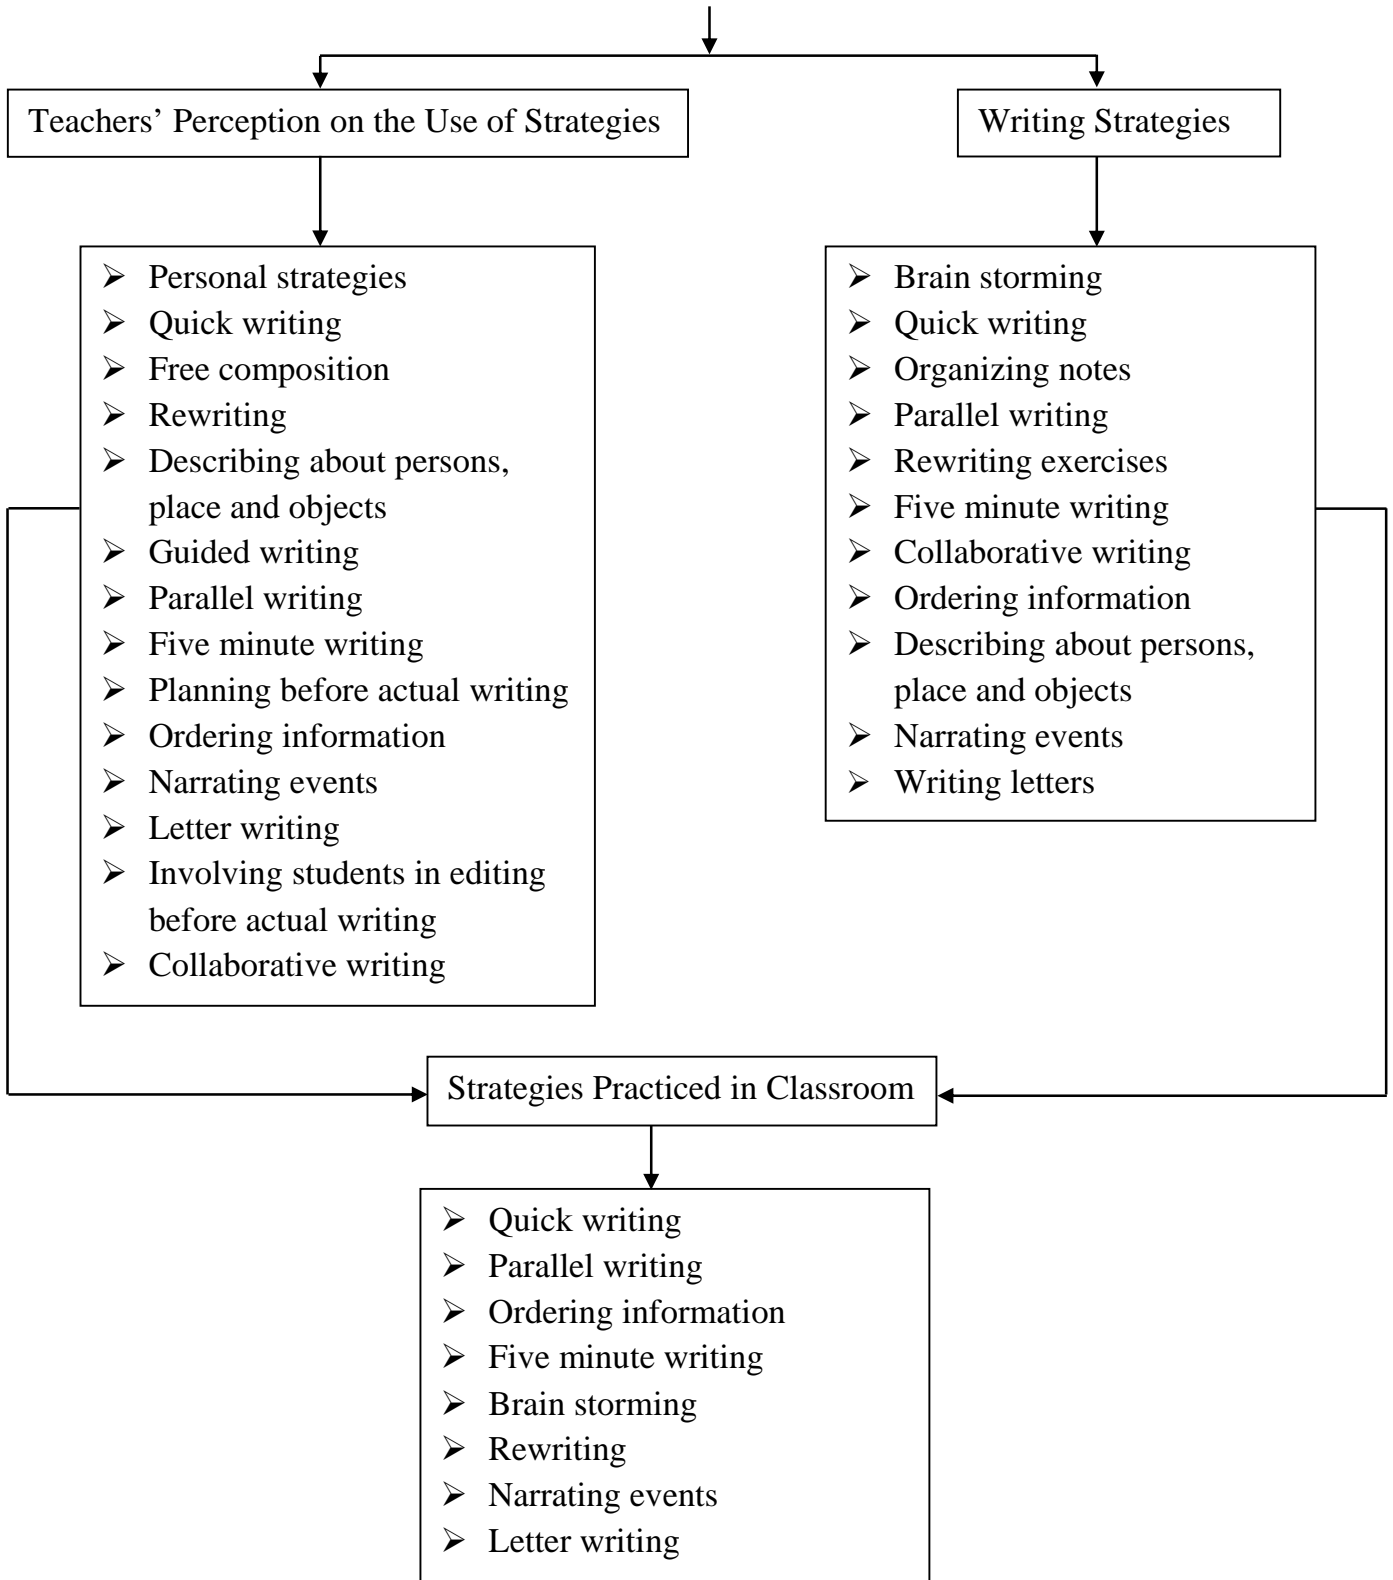 Teachers’ Perception on the Use of Strategies
Writing Strategies
➢ Personal strategies
➢ Quick writing
➢ Free composition
➢ Rewriting
➢ Describing about persons,
place and objects
➢ Guided writing
➢ Parallel writing
➢ Five minute writing
➢ Planning before actual writing
➢ Ordering information
➢ Narrating events
➢ Letter writing
➢ Involving students in editing
before actual writing
➢ Collaborative writing
➢ Brain storming
➢ Quick writing
➢ Organizing notes
➢ Parallel writing
➢ Rewriting exercises
➢ Five minute writing
➢ Collaborative writing
➢ Ordering information
➢ Describing about persons,
place and objects
➢ Narrating events
➢ Writing letters
Strategies Practiced in Classroom
➢ Quick writing
➢ Parallel writing
➢ Ordering information
➢ Five minute writing
➢ Brain storming
➢ Rewriting
➢ Narrating events
➢ Letter writing